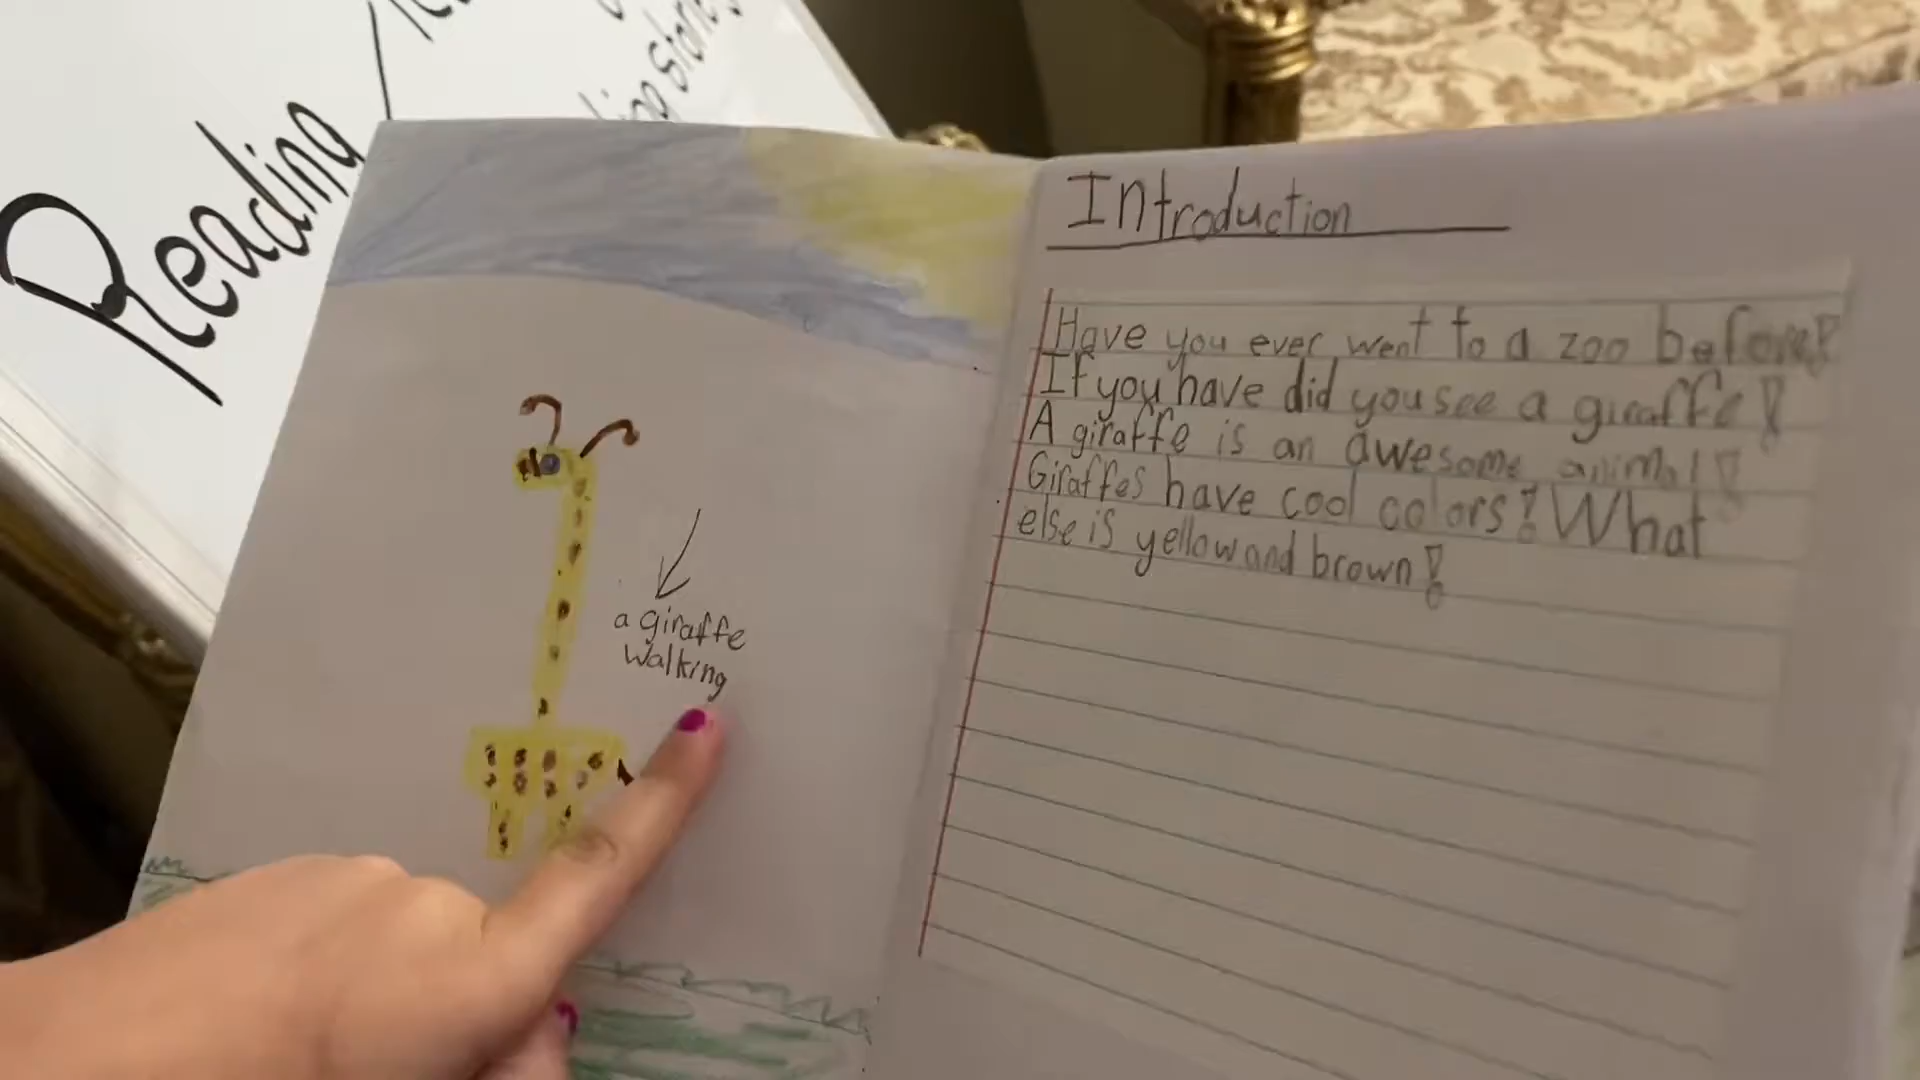 Reading
a giraffe
walking
Introduction
Have you ever went to a zoo before?
If you have did you see a giraffe!
A giraffe is an awesome animal!
Giraffes have cool colors! What
else is yellow and brown!